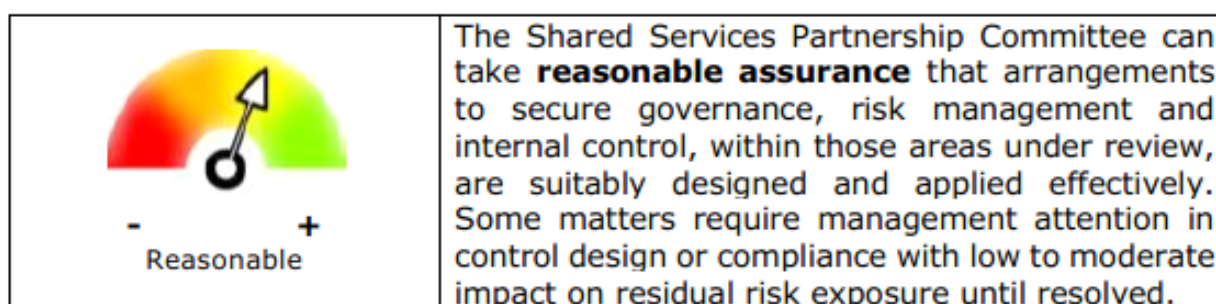 -
+
Reasonable
The Shared Services Partnership Committee can
take reasonable assurance that arrangements
to secure governance, risk management and
internal control, within those areas under review,
are suitably designed and applied effectively.
Some matters require management attention in
control design or compliance with low to moderate
impact on residual risk exposure until resolved.